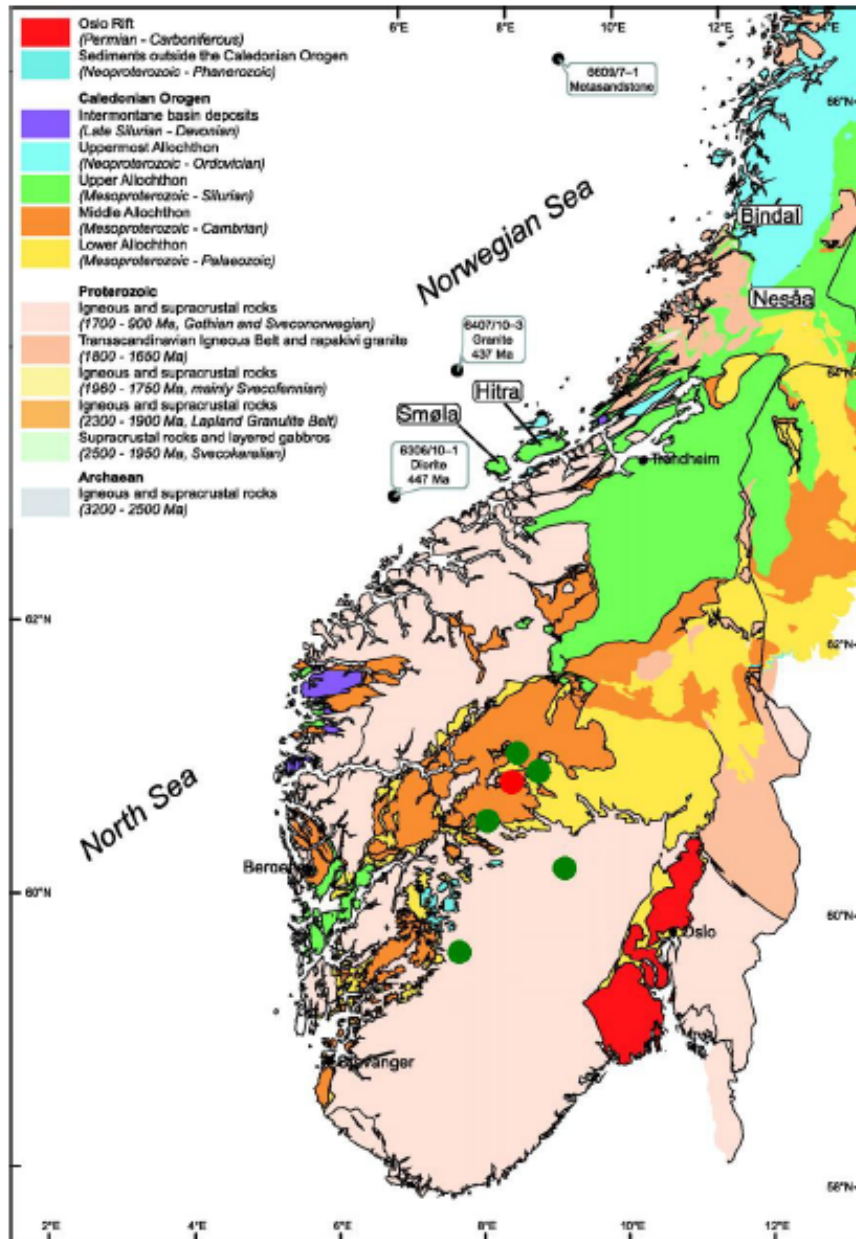 Oslo Rift
(Permian - Carboniferous)
Sediments outside the Caledonian Orogen
(Neoproterozoic - Phanerozoic)
Caledonian Orogen
Intermontane basin deposits
(Late Silurian - Devonian)
Uppermost Allochthon
(Neoproterozoic - Ordovician)
Upper Allochthon
(Mesoproterozoic - Silurian)
Middle Allochthon
(Mesoproterozoic - Cambrian)
Lower Allochthon
(Mesoproterozoic - Palaeozoic)
Proterozoic
Igneous and supracrustal rocks
(1700 - 900 Ma, Gothian and Sveconorwegian)
Transscandinavian Igneous Belt and rapakivi granite
(1800 - 1650 Ma)
Igneous and supracrustal rocks
(1960 - 1750 Ma, mainly Svecofennian)
Igneous and supracrustal rocks
(2300 - 1900 Ma, Lapland Granulite Belt)
Supracrustal rocks and layered gabbros
(2500 - 1950 Ma, Svecokarelian)
Archaean
Igneous and supracrustal rocks
(3200 - 2500 Ma)
6°E 8°E 10°E 12°E 14°E
6609/7-1
Metasandstone
66°N
Norwegian Sea
Bindal
Nesåa
6407/10-3
Granite
437 Ma
64°N
Hitra
Smøla
6306/10-1
Diorite
447 Ma
Trondheim
62°N
62°N
North Sea
60°N
60°N
Oslo
58°N
2°E 4°E 6°E 8°E 10°E 12°E